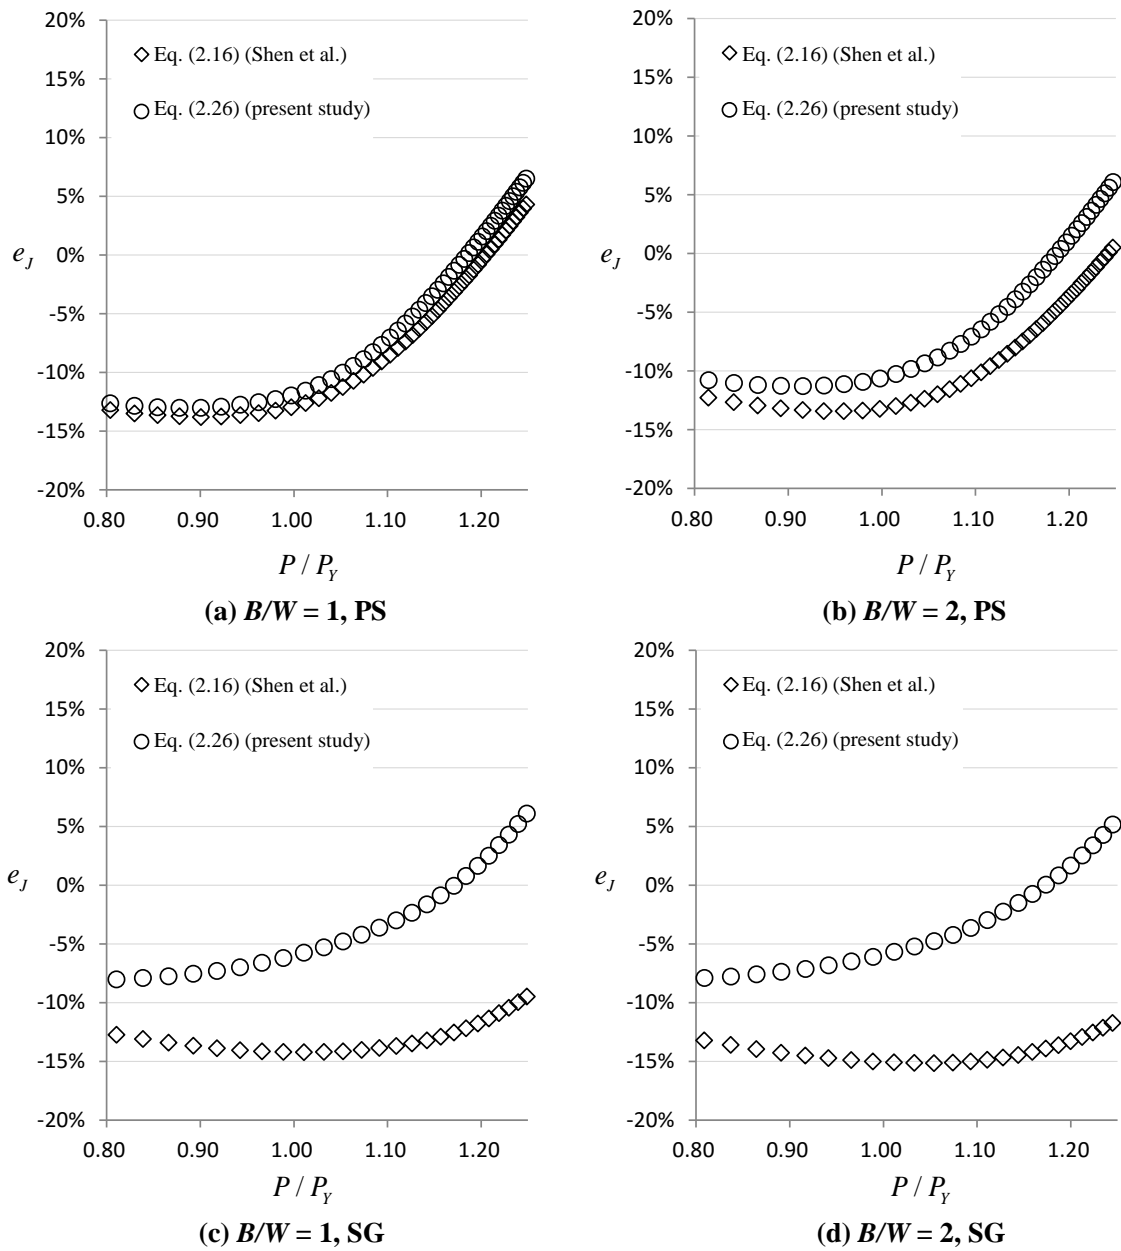 20%
15%
10%
5%
0%
-5%
-10%
-15%
-20%
e_J
Eq. (2.16) (Shen et al.)
Eq. (2.26) (present study)
0.80 0.90 1.00 1.10 1.20
P / P_Y
(a) B/W = 1, PS
20%
15%
10%
5%
0%
-5%
-10%
-15%
-20%
e_J
Eq. (2.16) (Shen et al.)
Eq. (2.26) (present study)
0.80 0.90 1.00 1.10 1.20
P / P_Y
(b) B/W = 2, PS
20%
15%
10%
5%
0%
-5%
-10%
-15%
-20%
e_J
Eq. (2.16) (Shen et al.)
Eq. (2.26) (present study)
0.80 0.90 1.00 1.10 1.20
P / P_Y
(c) B/W = 1, SG
20%
15%
10%
5%
0%
-5%
-10%
-15%
-20%
e_J
Eq. (2.16) (Shen et al.)
Eq. (2.26) (present study)
0.80 0.90 1.00 1.10 1.20
P / P_Y
(d) B/W = 2, SG